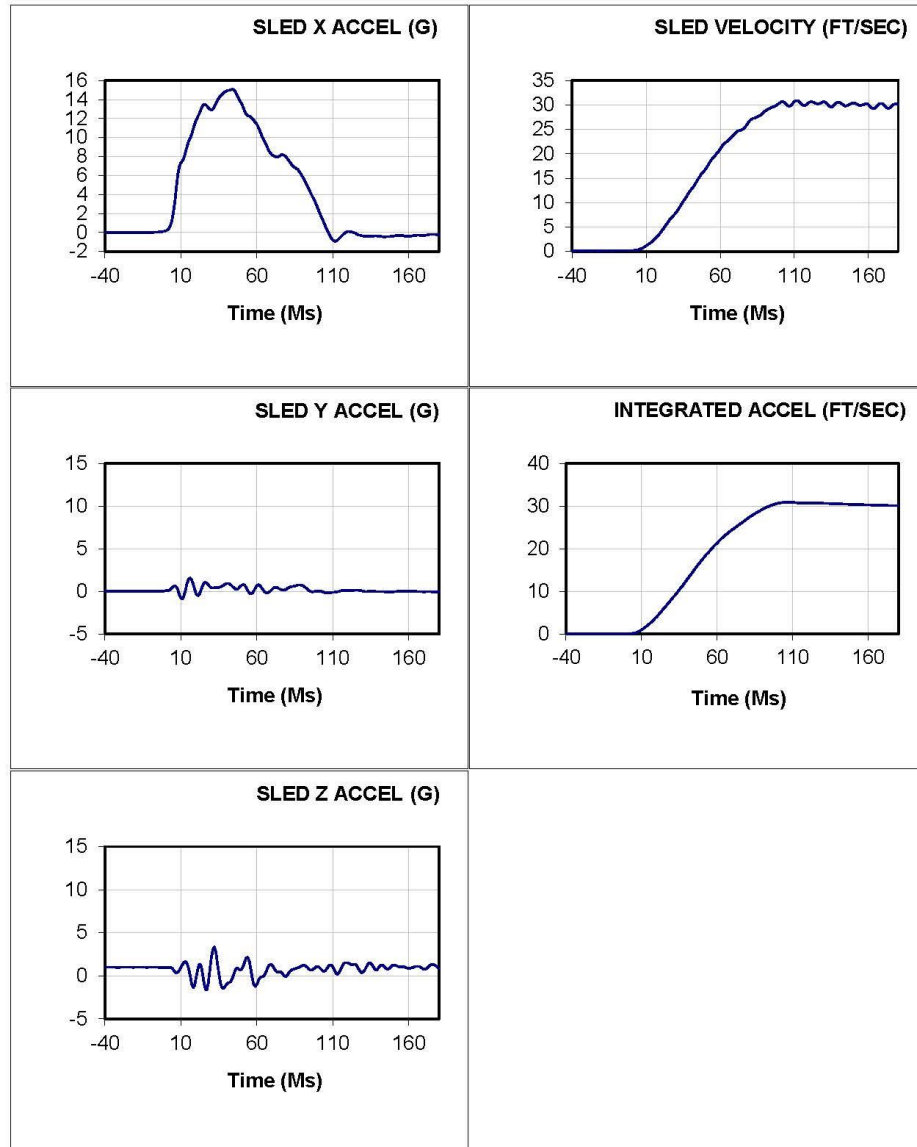 SLED X ACCEL (G)
16
14
12
10
8
6
4
2
0
-2
-40 10 60 110 160
Time (Ms)
SLED VELOCITY (FT/SEC)
35
30
25
20
15
10
5
0
-40 10 60 110 160
Time (Ms)
SLED Y ACCEL (G)
15
10
5
0
-5
-40 10 60 110 160
Time (Ms)
INTEGRATED ACCEL (FT/SEC)
40
30
20
10
0
-40 10 60 110 160
Time (Ms)
SLED Z ACCEL (G)
15
10
5
0
-5
-40 10 60 110 160
Time (Ms)